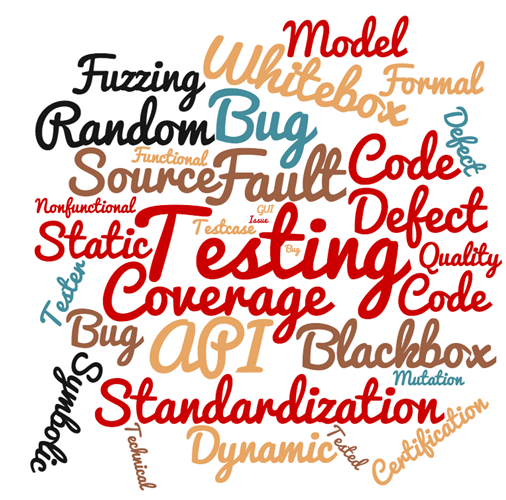 Model
Fuzzing
Whitebox
Formal
Random
Bug
Defect
Functional
Code
Source
Fault
Nonfunctional
GUI
Issue
Testcase
Defect
Static
Testing
Bug
Quality
Tester
Coverage
Code
Bug
API
Blackbox
Mutation
Symbolic
Standardization
Certification
Technical
Dynamic
Tested